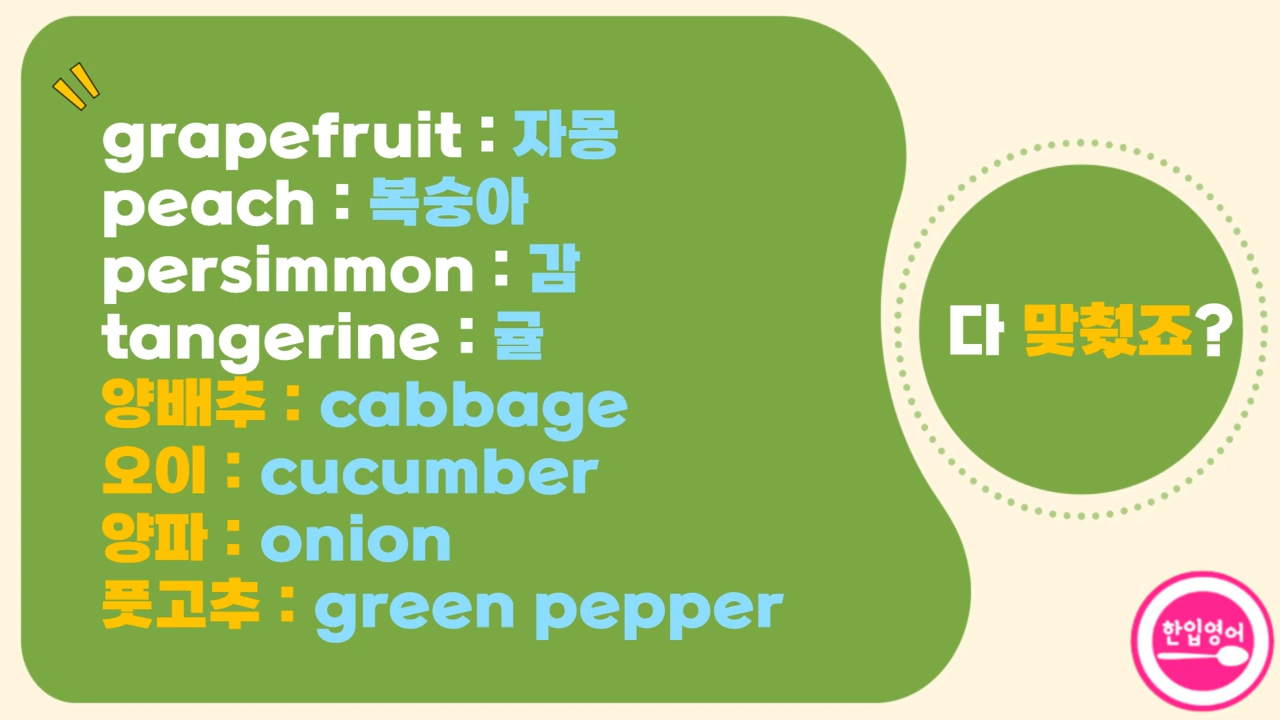 grapefruit : 자몽
peach : 복숭아
persimmon : 감
tangerine : 귤
양배추 : cabbage
오이 : cucumber
양파 : onion
풋고추 : green pepper
다 맞췄죠?
한입영어